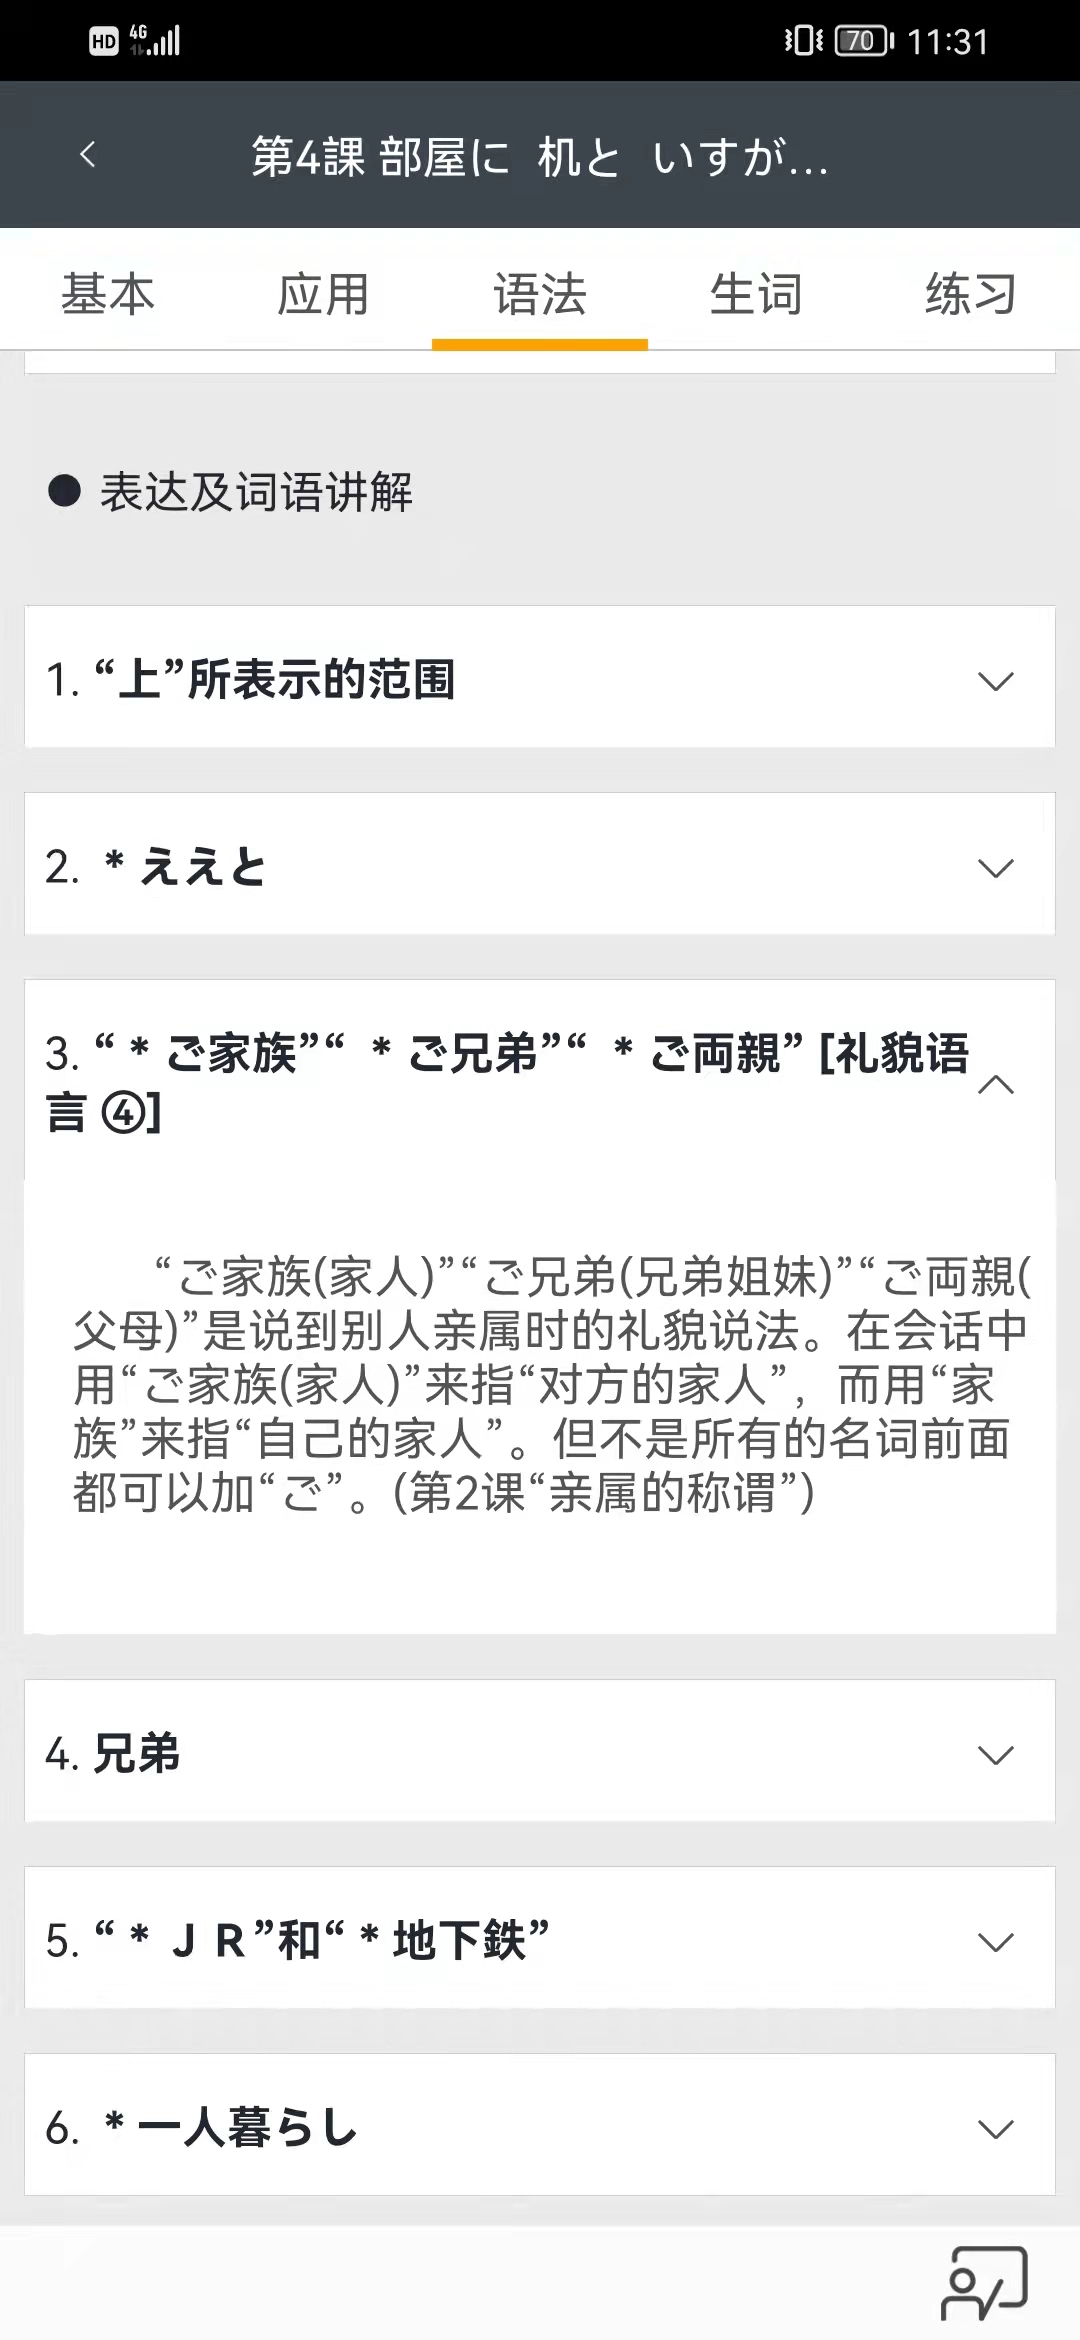 HD 4G 70 11:31
第4課 部屋に 机と いすが...
基本 应用 语法 生词 练习
● 表达及词语讲解
1. “上”所表示的范围
2. *ええと
3. “*ご家族”“*ご兄弟”“*ご両親” [礼貌语
言④]
“ご家族(家人)”“ご兄弟(兄弟姐妹)”“ご両親(
父母)”是说到别人亲属时的礼貌说法。在会话中
用“ご家族(家人)”来指“对方的家人”，而用“家
族”来指“自己的家人”。但不是所有的名词前面
都可以加“ご”。(第2课“亲属的称谓”)
4. 兄弟
5. “*ＪＲ”和“*地下鉄”
6. *一人暮らし